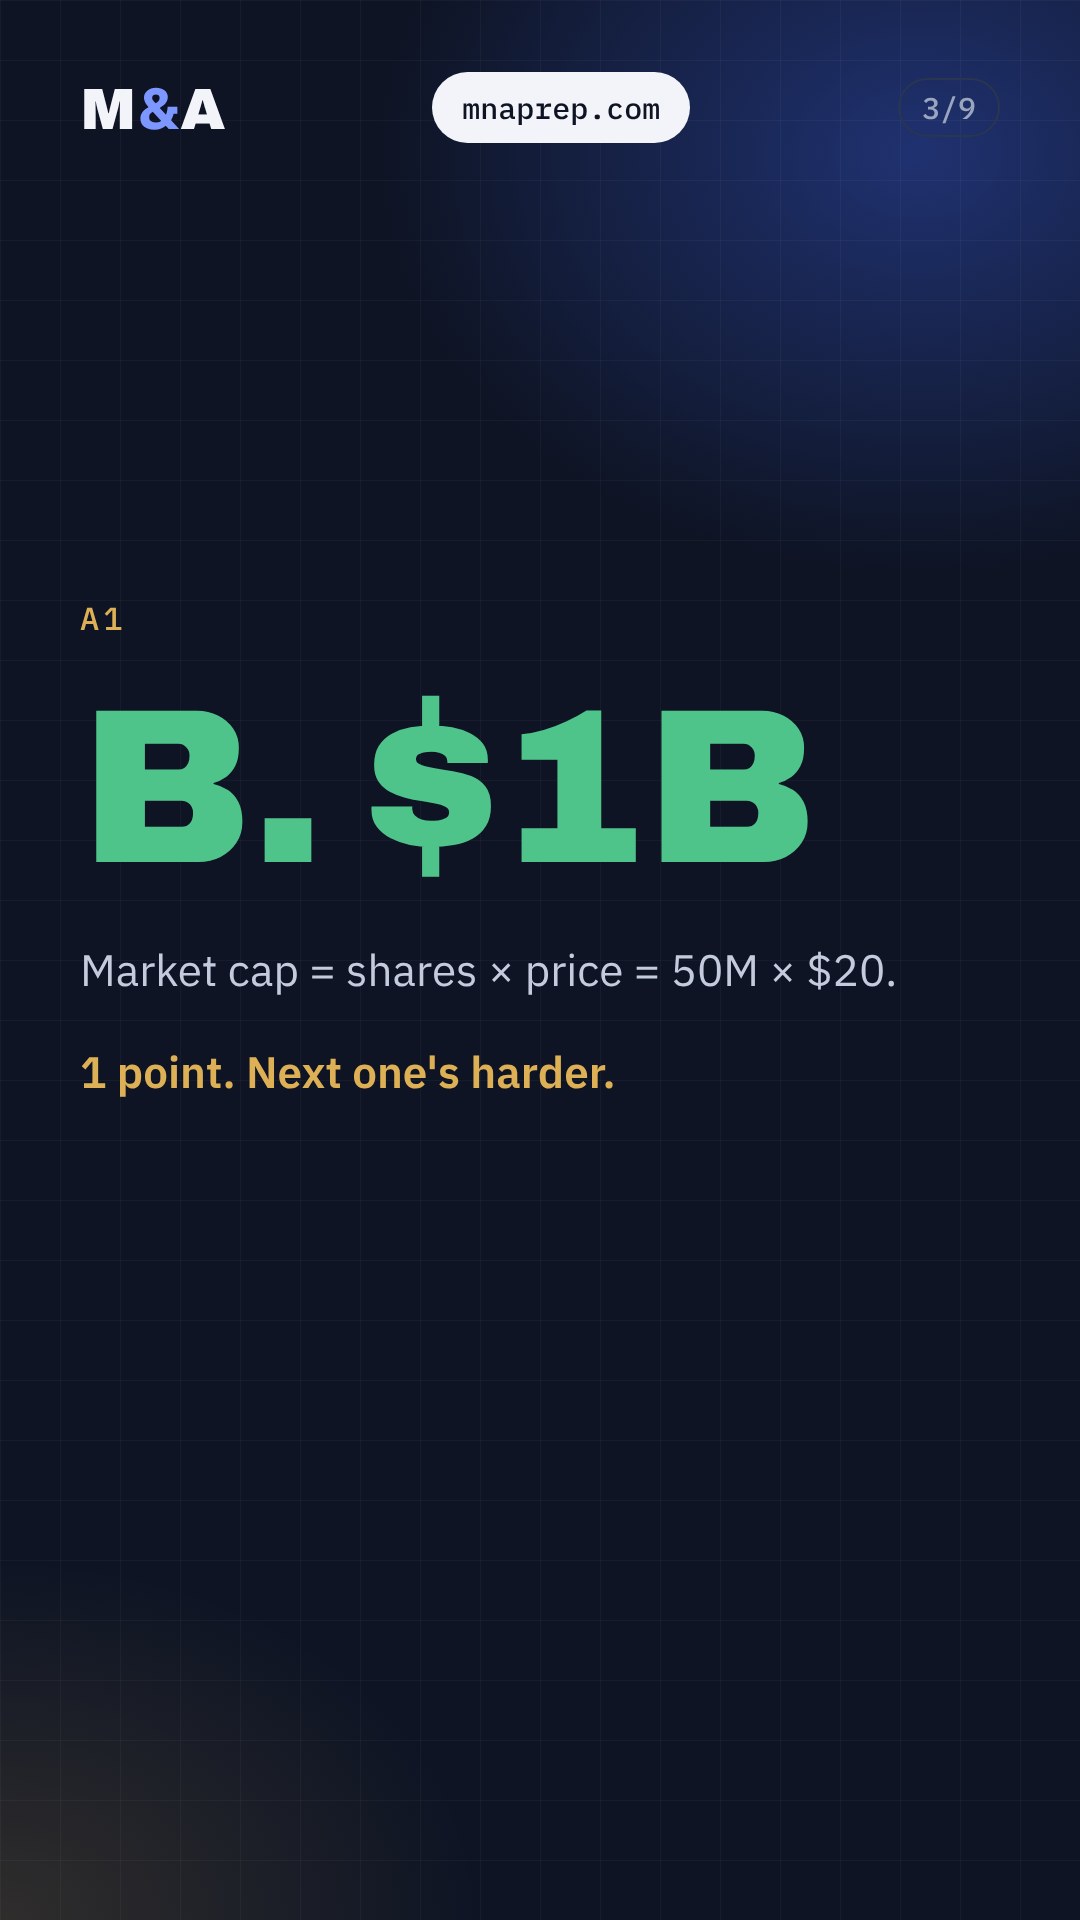 M&A
mnaprep.com
3/9
A1
B. $1B
Market cap = shares × price = 50M × $20.
1 point. Next one's harder.